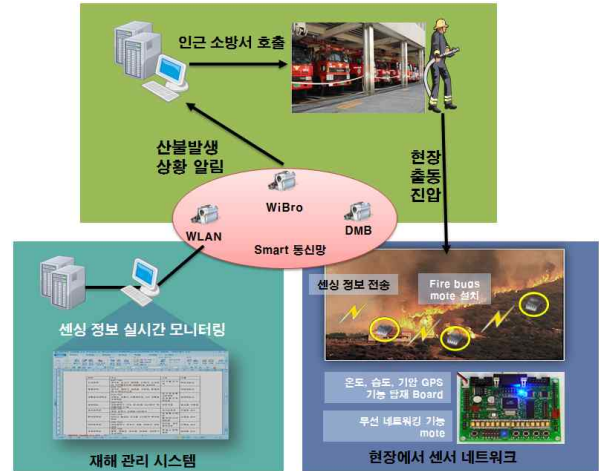 인근 소방서 호출
산불발생
상황 알림
현장
출동
진압
WiBro
WLAN
DMB
Smart 통신망
센싱 정보 실시간 모니터링
재해 관리 시스템
센싱 정보 전송
Fire bugs
mote 설치
온도, 습도, 기압 GPS
기능 탑재 Board
무선 네트워킹 기능
mote
현장에서 센서 네트워크